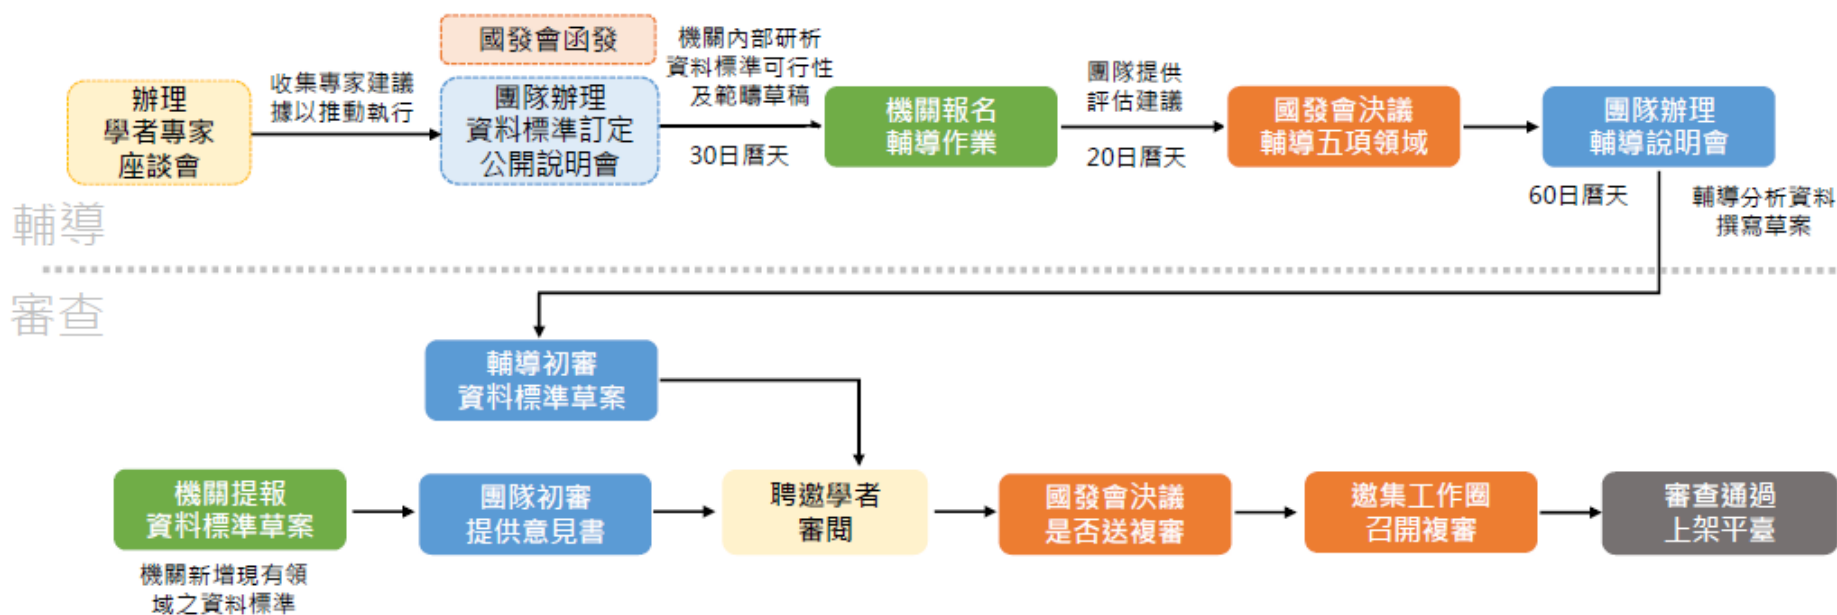 國發會函發
辦理
學者專家
座談會
收集專家建議
據以推動執行
團隊辦理
資料標準訂定
公開說明會
機關內部研析
資料標準可行性
及範疇草稿
30日曆天
機關報名
輔導作業
團隊提供
評估建議
20日曆天
國發會決議
輔導五項領域
團隊辦理
輔導說明會
60日曆天
輔導分析資料
撰寫草案
輔導
審查
輔導初審
資料標準草案
機關提報
資料標準草案
機關新增現有領
域之資料標準
團隊初審
提供意見書
聘邀學者
審閱
國發會決議
是否送複審
邀集工作圈
召開複審
審查通過
上架平臺